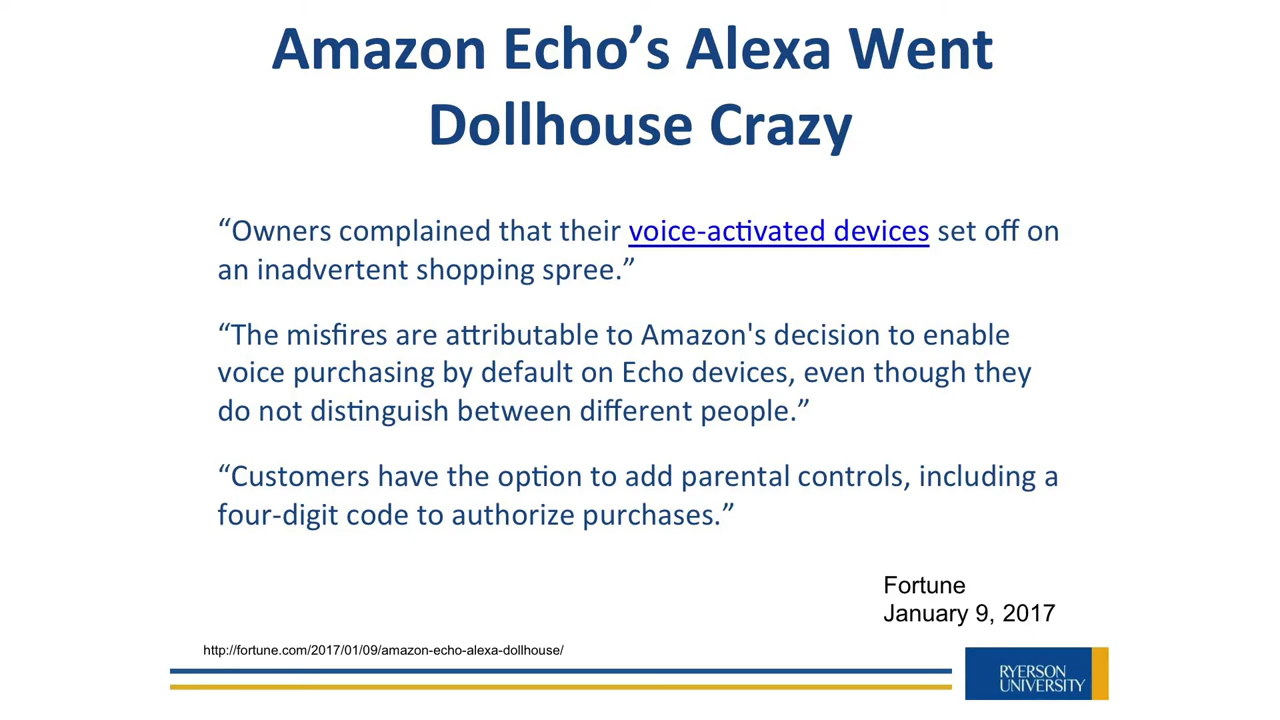 Amazon Echo’s Alexa Went
Dollhouse Crazy
“Owners complained that their voice-activated devices set off on
an inadvertent shopping spree.”
“The misfires are attributable to Amazon's decision to enable
voice purchasing by default on Echo devices, even though they
do not distinguish between different people.”
“Customers have the option to add parental controls, including a
four-digit code to authorize purchases.”
Fortune
January 9, 2017
http://fortune.com/2017/01/09/amazon-echo-alexa-dollhouse/
RYERSON
UNIVERSITY